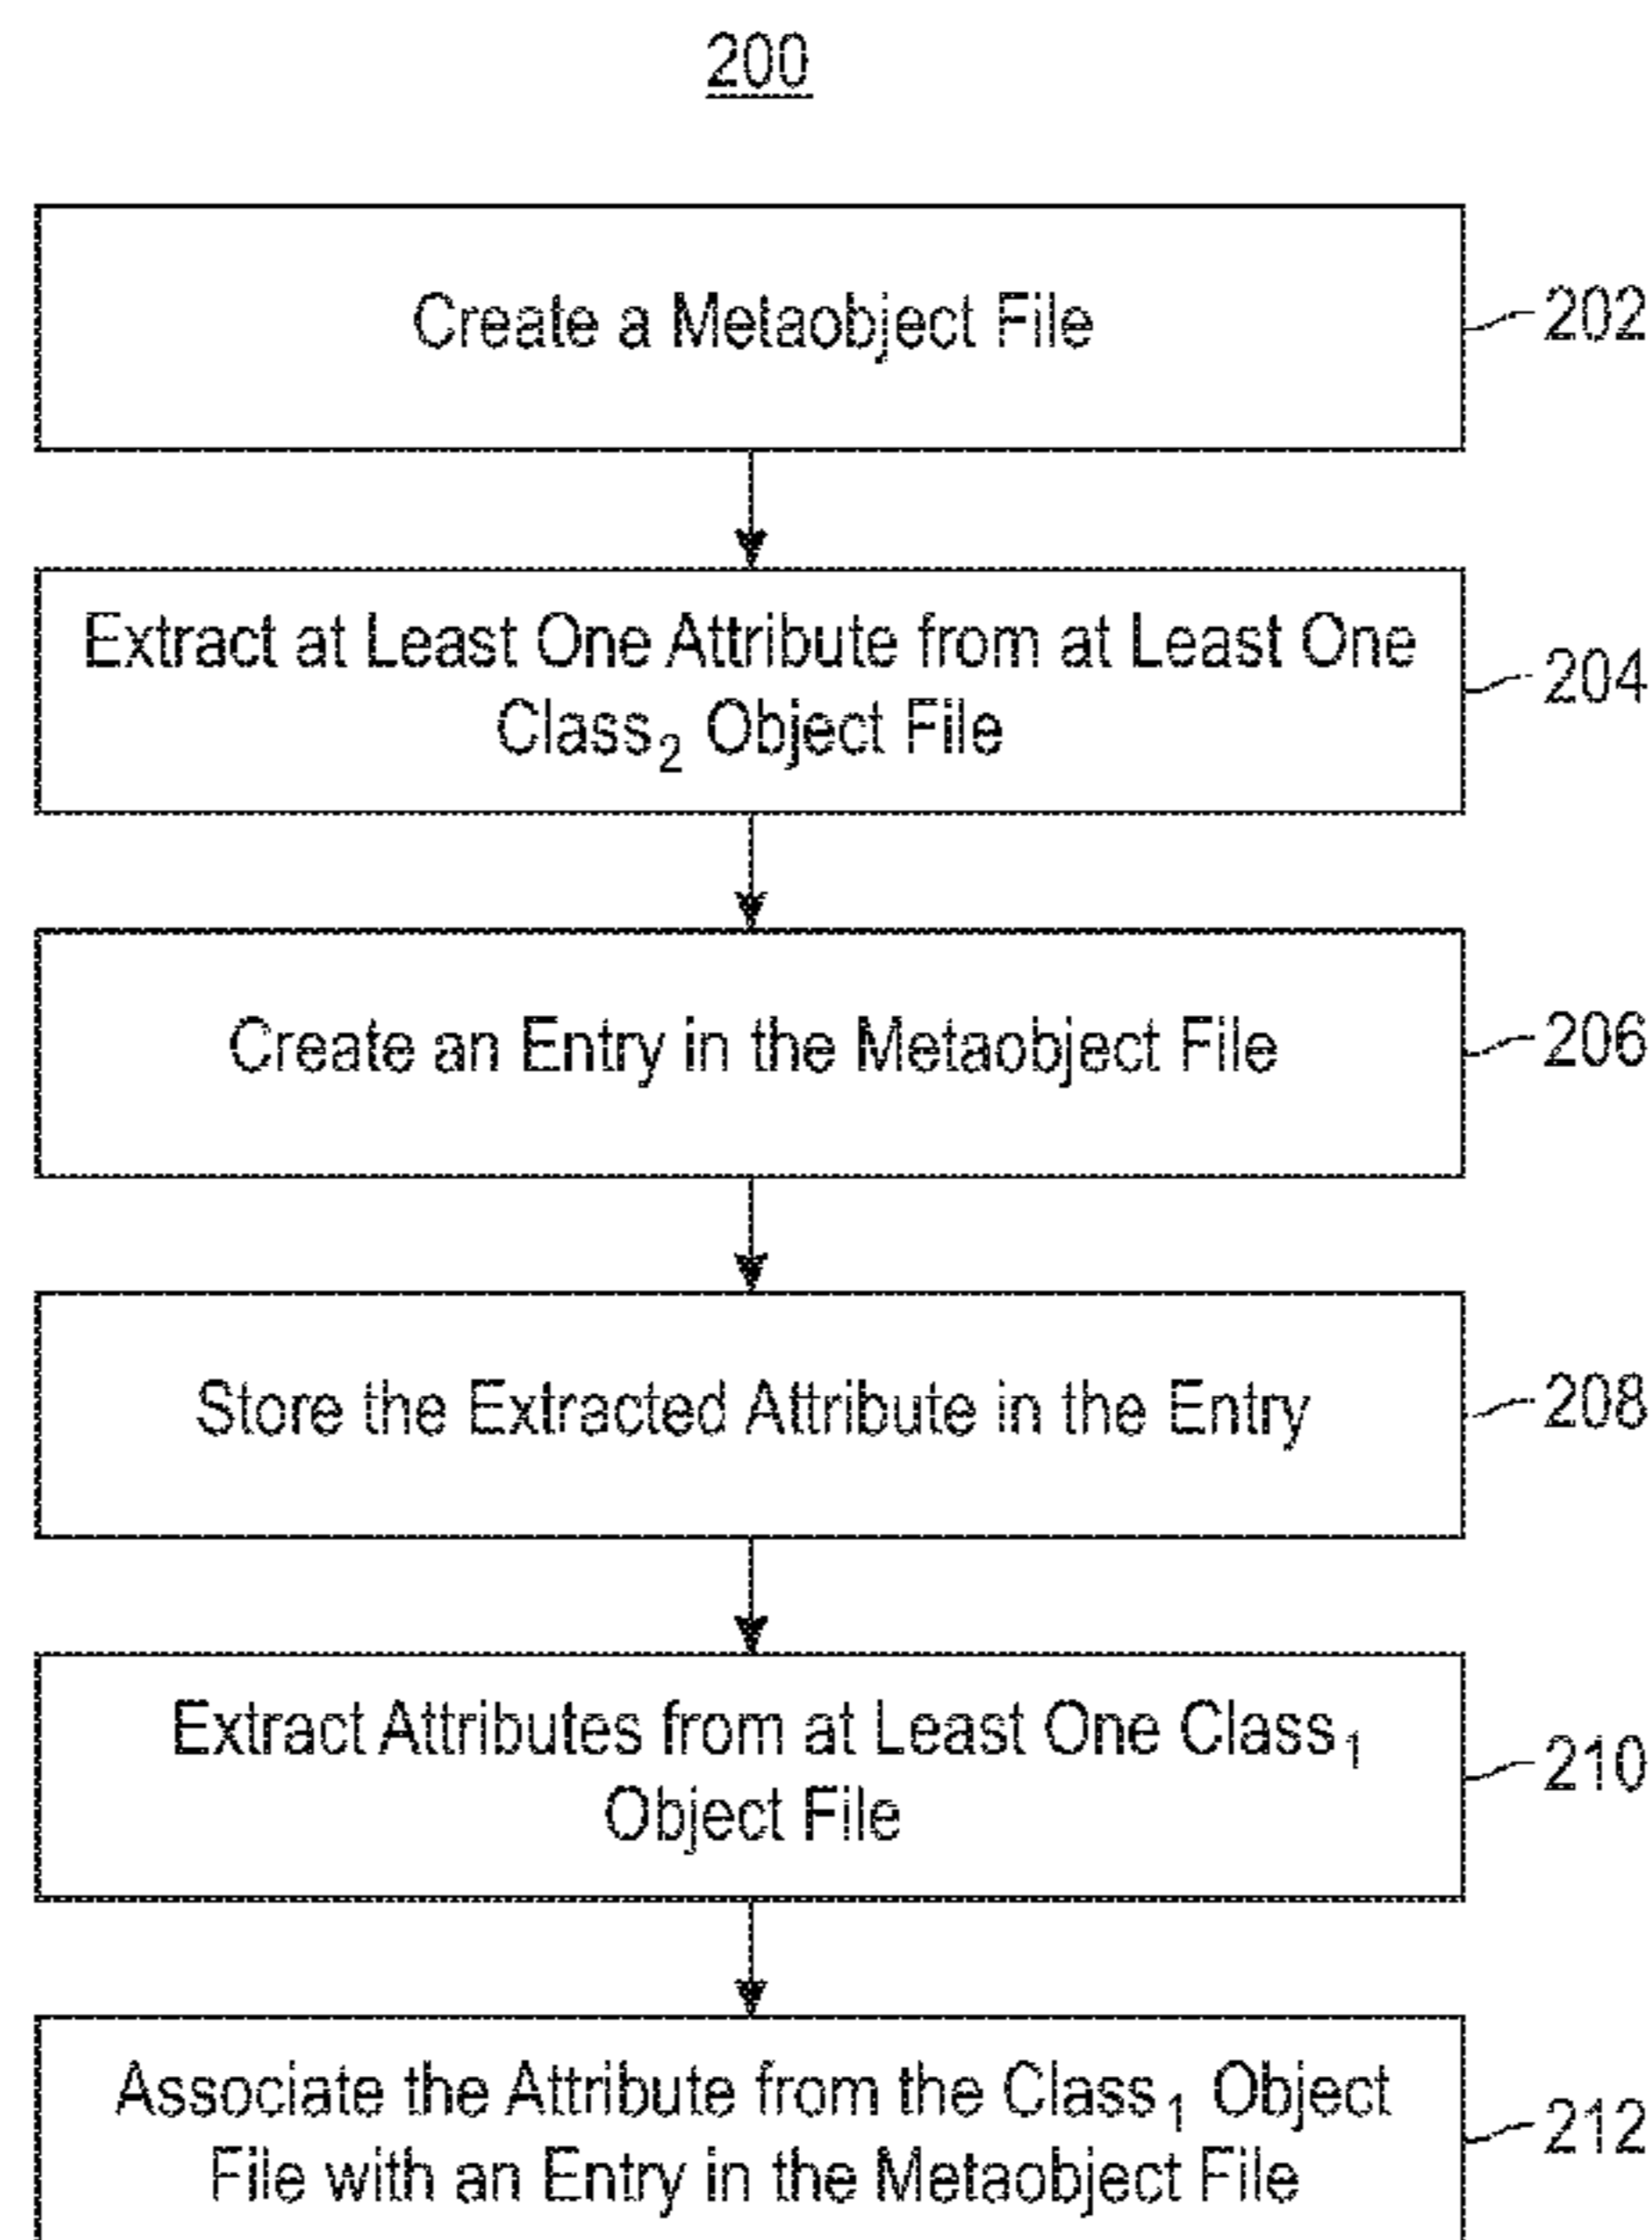 200
Create a Metaobject File
202
Extract at Least One Attribute from at Least One
Class₂ Object File
204
Create an Entry in the Metaobject File
206
Store the Extracted Attribute in the Entry
208
Extract Attributes from at Least One Class₁
Object File
210
Associate the Attribute from the Class₁ Object
File with an Entry in the Metaobject File
212